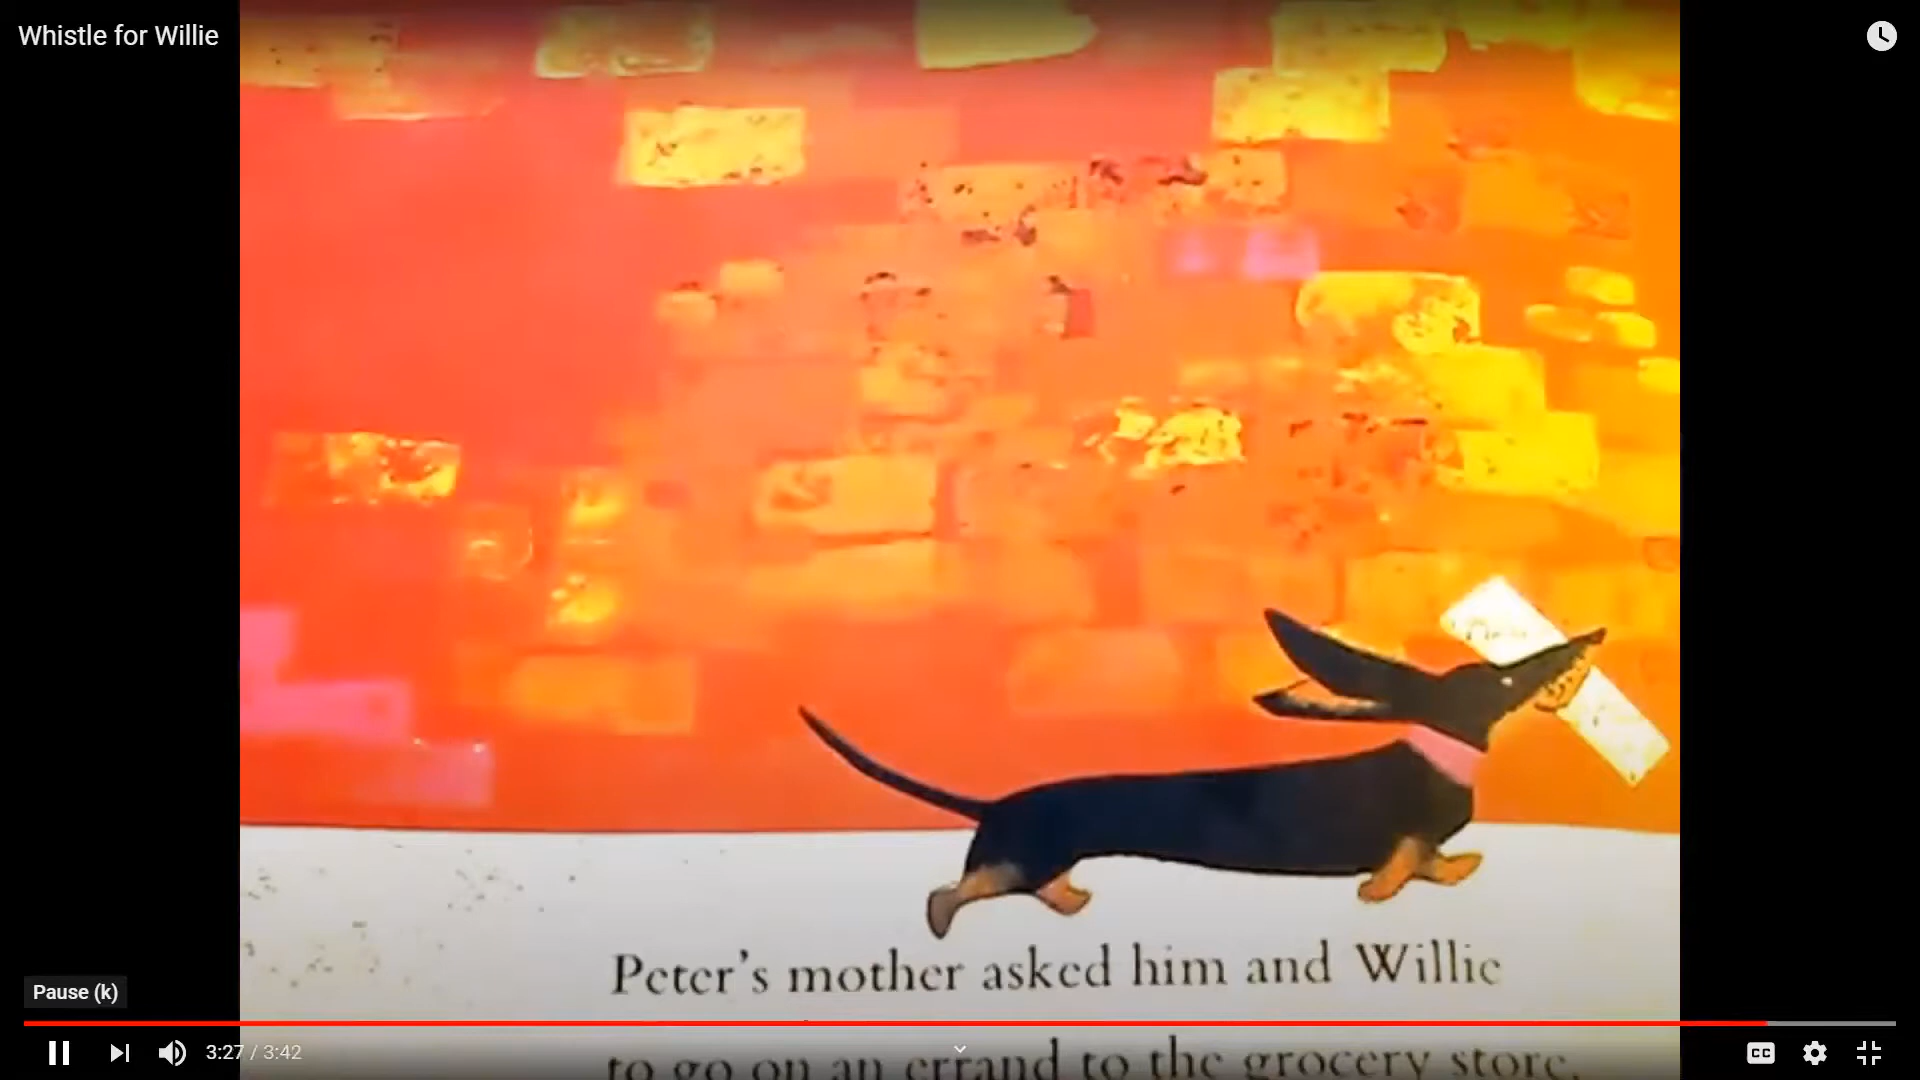 Whistle for Willie
Peter's mother asked him and Willie
to go on an errand to the grocery store.
Pause (k)
3:27 / 3:42
CC